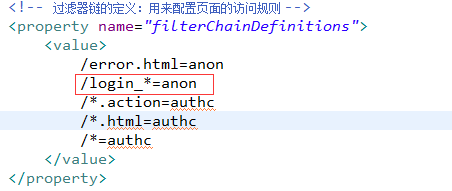 <!-- 过滤器链的定义：用来配置页面的访问规则 -->
<property name="filterChainDefinitions">
<value>
/error.html=anon
/login_*=anon
/*.action=authc
/*.html=authc
/*=authc
</value>
</property>